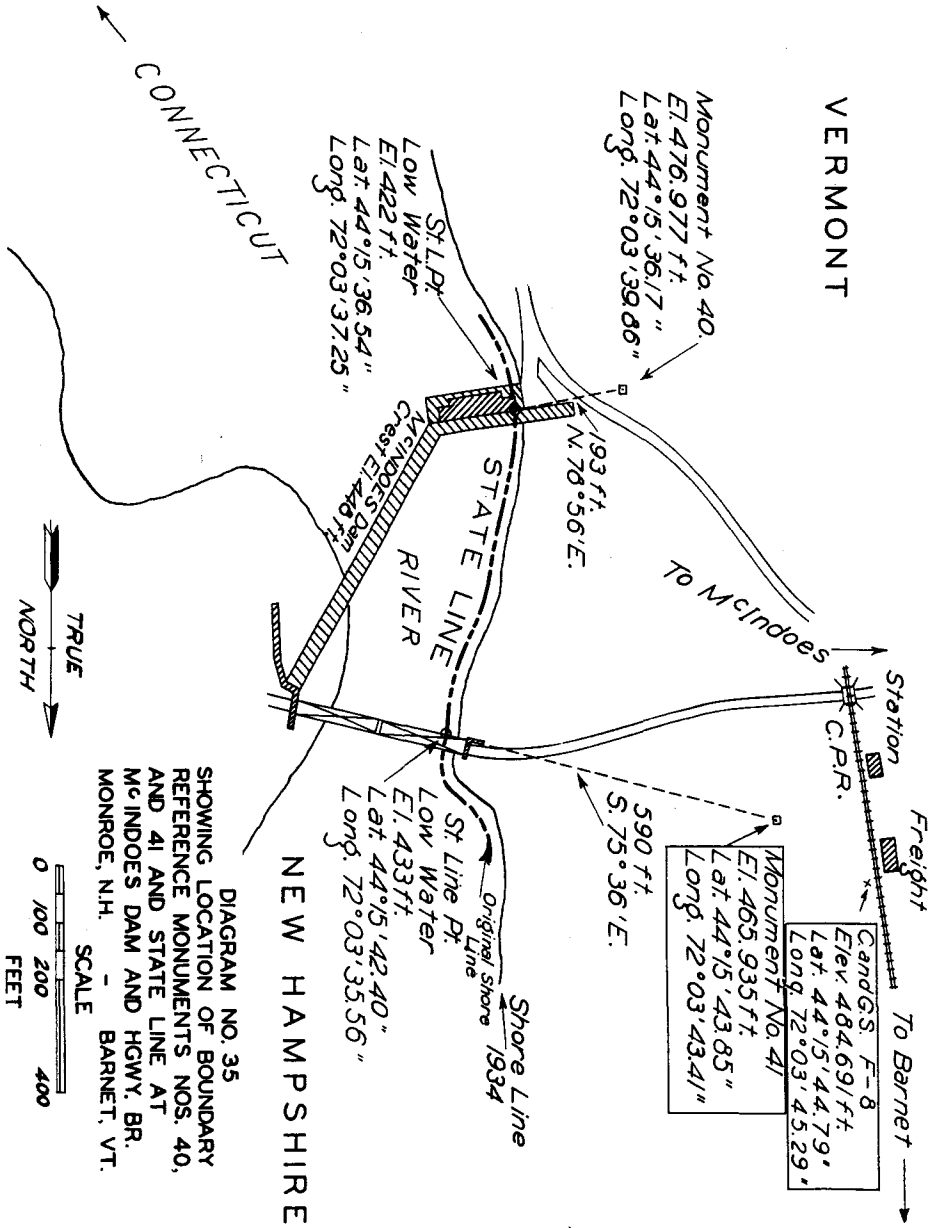 VERMONT
Monument No. 40.
El. 476.977 ft.
Lat. 44°15'36.17"
Long. 72°03'39.86"
193 ft.
N. 78°56'E.
St. L. Pt.
Low Water
El. 422 ft.
Lat. 44°15'36.54"
Long. 72°03'37.25"
CONNECTICUT
McINDOES Dam
Crest El. 448 ft.
STATE LINE
RIVER
To McIndoes
Station
Freight
C.P.R.
To Barnet
C and G.S. F-8
Elev. 484.691 ft.
Lat. 44°15'44.79"
Long. 72°03'45.29"
Monument No. 41
El. 465.935 ft.
Lat. 44°15'43.85"
Long. 72°03'43.41"
590 ft.
S. 75°36'E.
Shore Line
1934
Original Shore
Line
St. Line Pt.
Low Water
El. 433 ft.
Lat. 44°15'42.40"
Long. 72°03'35.56"
NEW HAMPSHIRE
TRUE
NORTH
DIAGRAM NO. 35
SHOWING LOCATION OF BOUNDARY
REFERENCE MONUMENTS NOS. 40,
AND 41 AND STATE LINE AT
McINDOES DAM AND HGWY. BR.
MONROE, N.H. - BARNET, VT.
SCALE
0 100 200 400
FEET